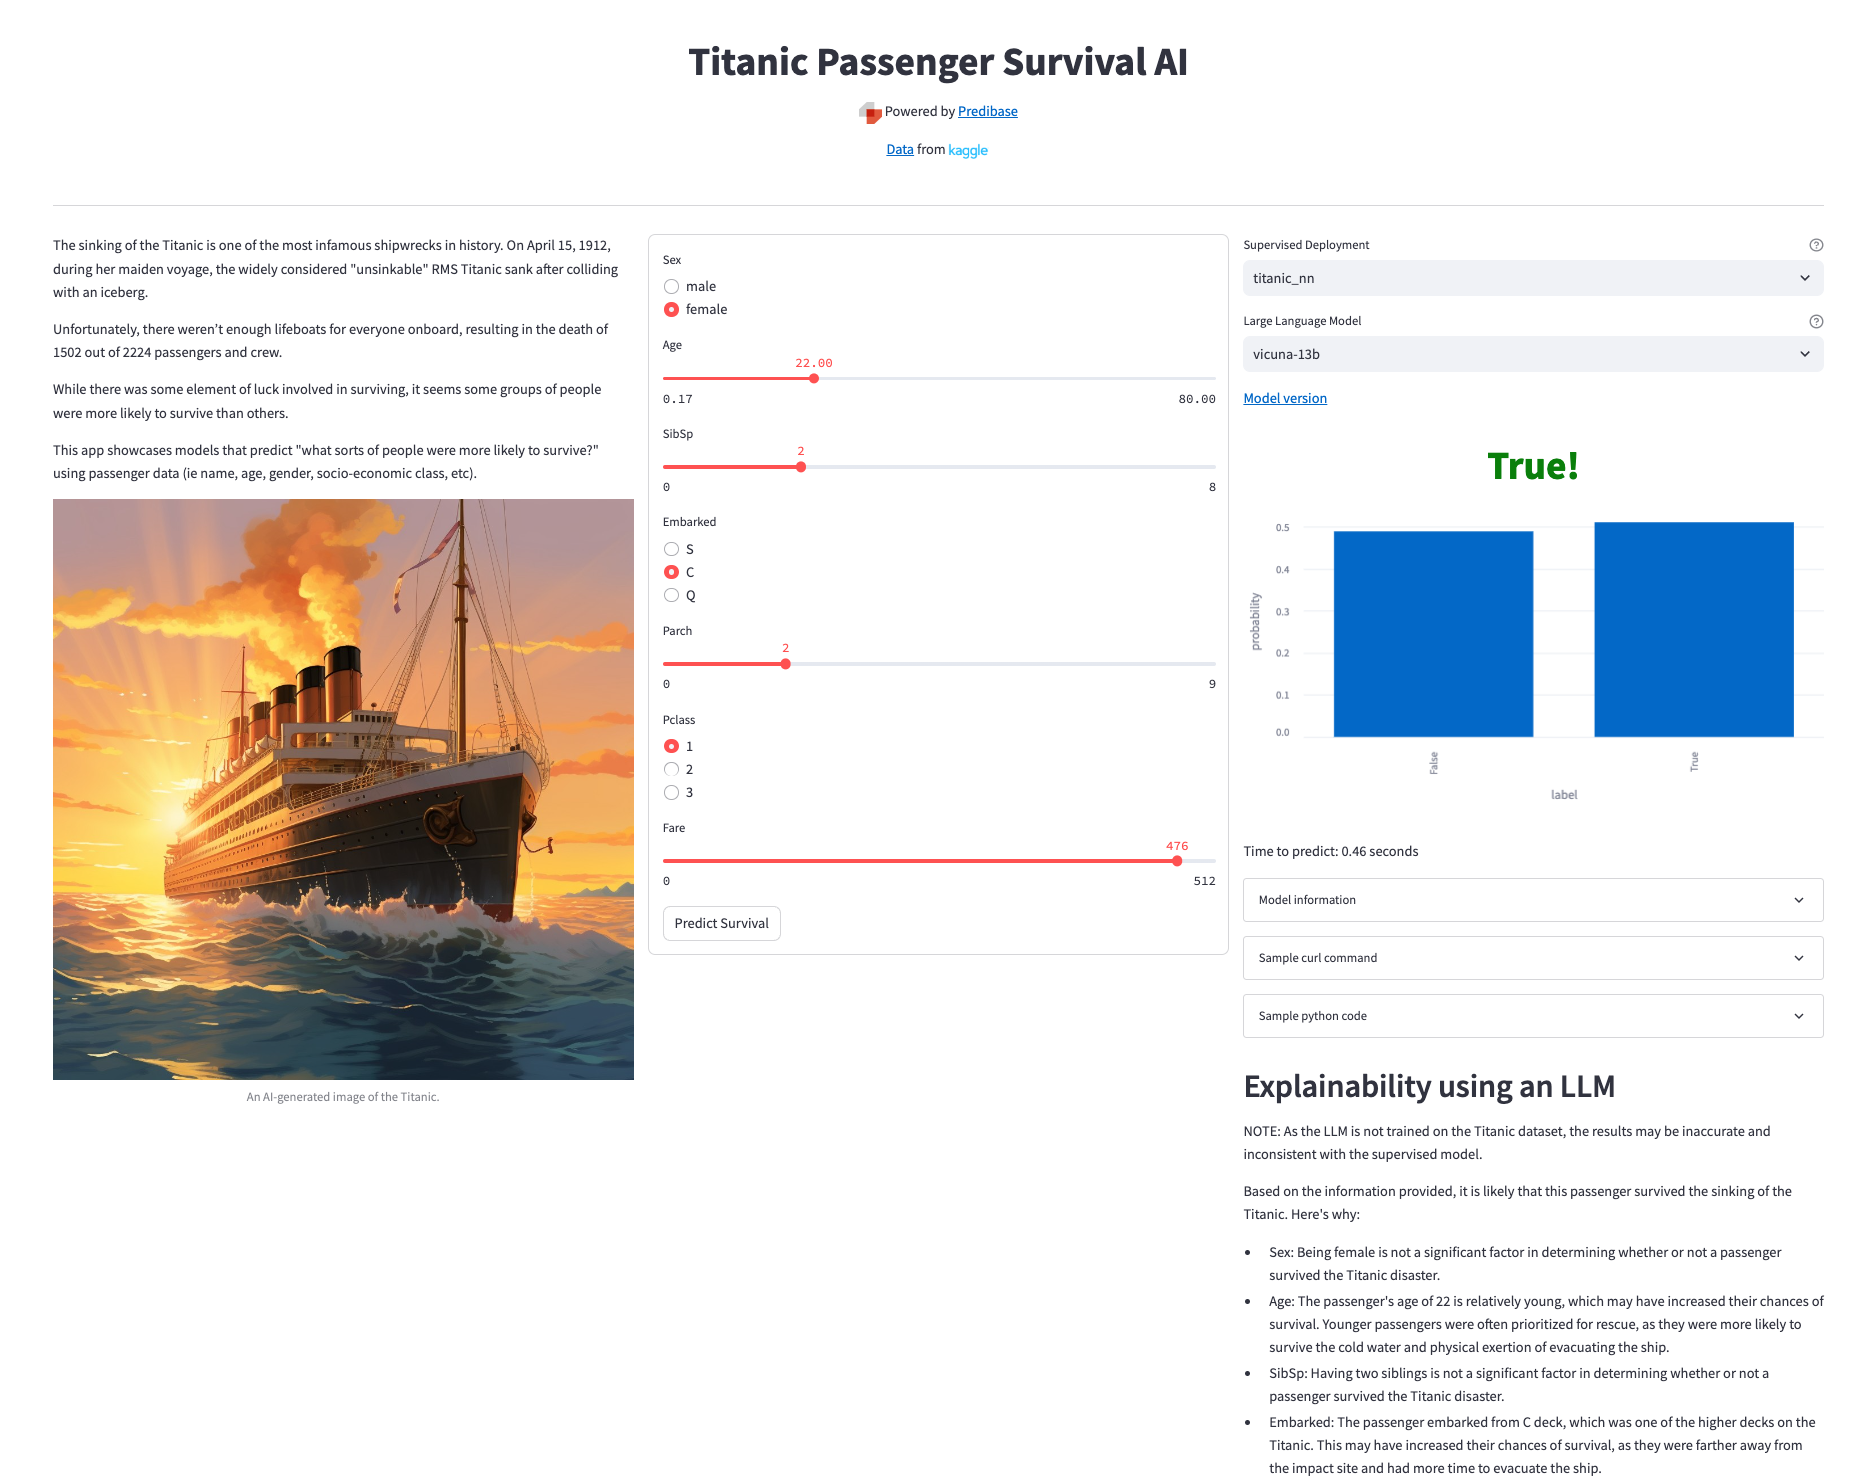 Titanic Passenger Survival AI
Powered by Predibase
Data from kaggle
The sinking of the Titanic is one of the most infamous shipwrecks in history. On April 15, 1912,
during her maiden voyage, the widely considered "unsinkable" RMS Titanic sank after colliding
with an iceberg.
Unfortunately, there weren't enough lifeboats for everyone onboard, resulting in the death of
1502 out of 2224 passengers and crew.
While there was some element of luck involved in surviving, it seems some groups of people
were more likely to survive than others.
This app showcases models that predict "what sorts of people were more likely to survive?"
using passenger data (ie name, age, gender, socio-economic class, etc).
An AI-generated image of the Titanic.
Sex
male
female
Age
22.00
0.17 80.00
SibSp
2
0 8
Embarked
S
C
Q
Parch
2
0 9
Pclass
1
2
3
Fare
476
0 512
Predict Survival
Supervised Deployment
titanic_nn
Large Language Model
vicuna-13b
Model version
True!
0.5
0.4
0.3
0.2
0.1
0.0
probability
False
True
label
Time to predict: 0.46 seconds
Model information
Sample curl command
Sample python code
Explainability using an LLM
NOTE: As the LLM is not trained on the Titanic dataset, the results may be inaccurate and
inconsistent with the supervised model.
Based on the information provided, it is likely that this passenger survived the sinking of the
Titanic. Here's why:
• Sex: Being female is not a significant factor in determining whether or not a passenger
survived the Titanic disaster.
• Age: The passenger's age of 22 is relatively young, which may have increased their chances of
survival. Younger passengers were often prioritized for rescue, as they were more likely to
survive the cold water and physical exertion of evacuating the ship.
• SibSp: Having two siblings is not a significant factor in determining whether or not a
passenger survived the Titanic disaster.
• Embarked: The passenger embarked from C deck, which was one of the higher decks on the
Titanic. This may have increased their chances of survival, as they were farther away from
the impact site and had more time to evacuate the ship.